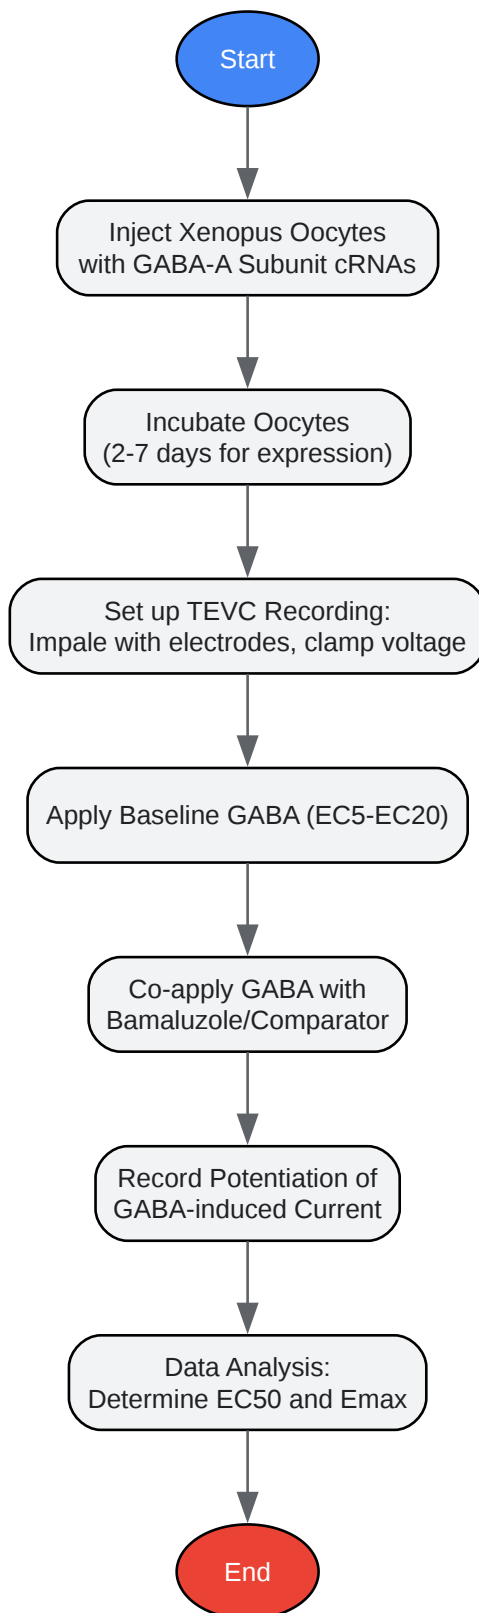 Start
Inject Xenopus Oocytes
with GABA-A Subunit cRNAs
Incubate Oocytes
(2-7 days for expression)
Set up TEVC Recording:
Impale with electrodes, clamp voltage
Apply Baseline GABA (EC5-EC20)
Co-apply GABA with
Bamaluzole/Comparator
Record Potentiation of
GABA-induced Current
Data Analysis:
Determine EC50 and Emax
End